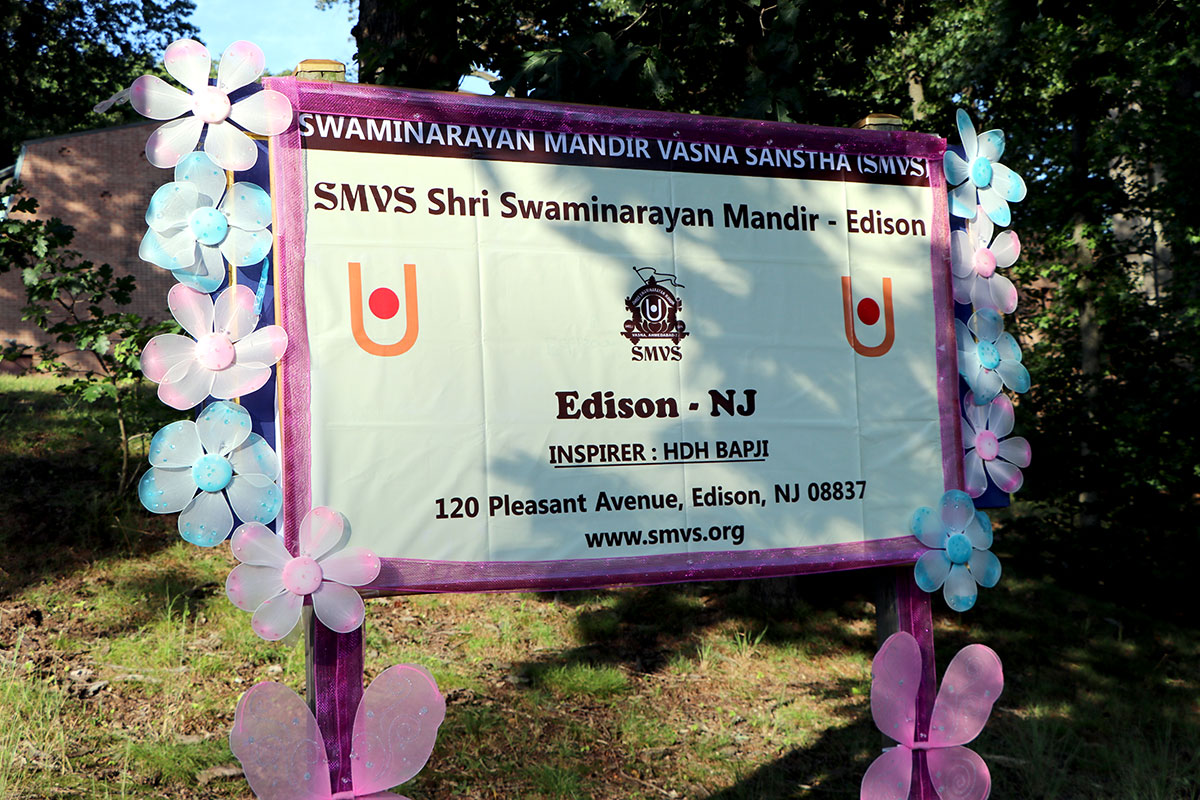 SWAMINARAYAN MANDIR VASNA SANSTHA (SMVS)
SMVS Shri Swaminarayan Mandir - Edison
SMVS
Edison - NJ
INSPIRER : HDH BAPJI
120 Pleasant Avenue, Edison, NJ 08837
www.smvs.org